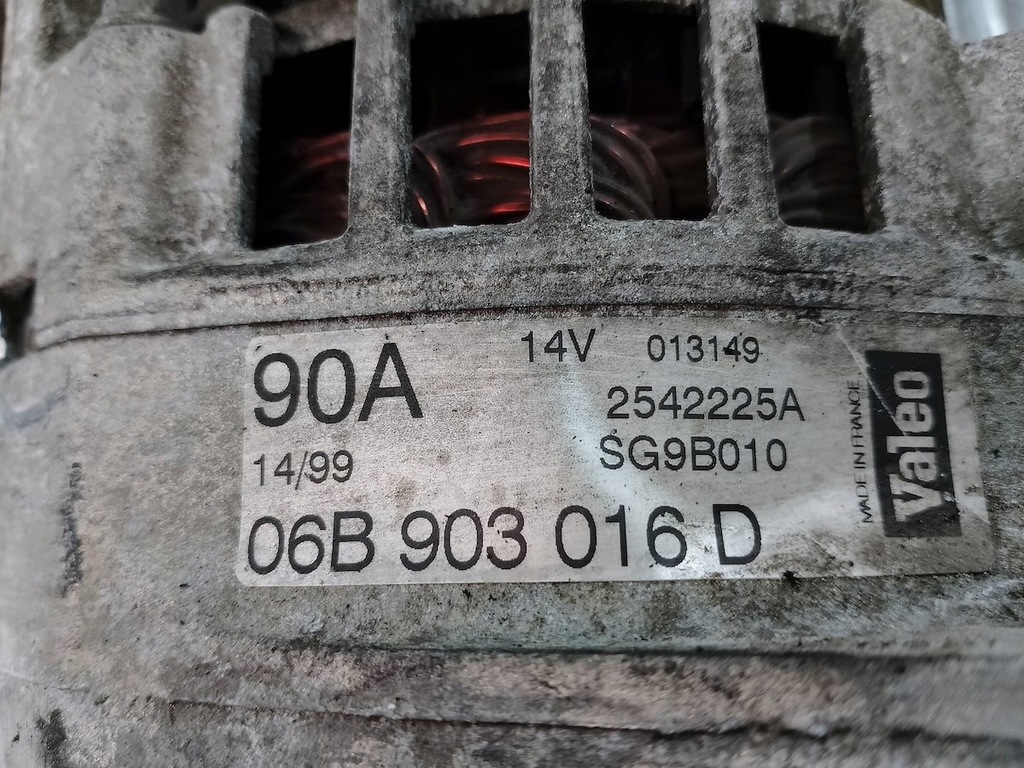 90A 14V 013149
2542225A
14/99 SG9B010
06B 903 016 D
MADE IN FRANCE
Valeo